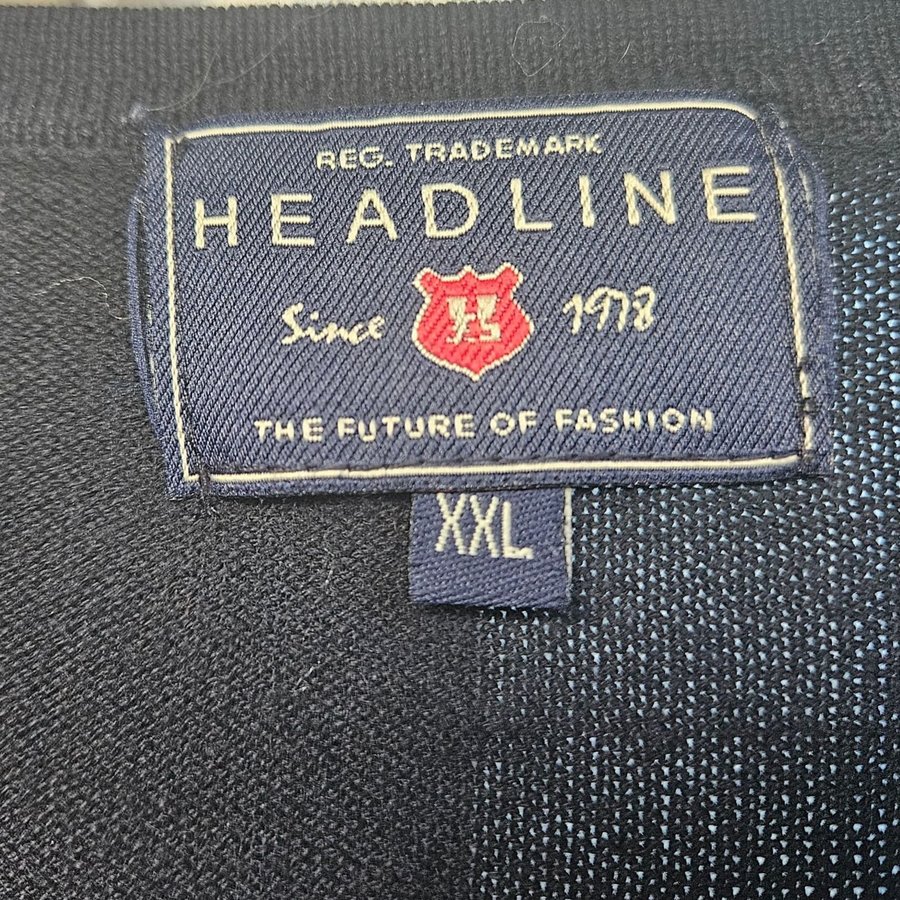 REG. TRADEMARK
HEADLINE
Since 1978
THE FUTURE OF FASHION
XXL